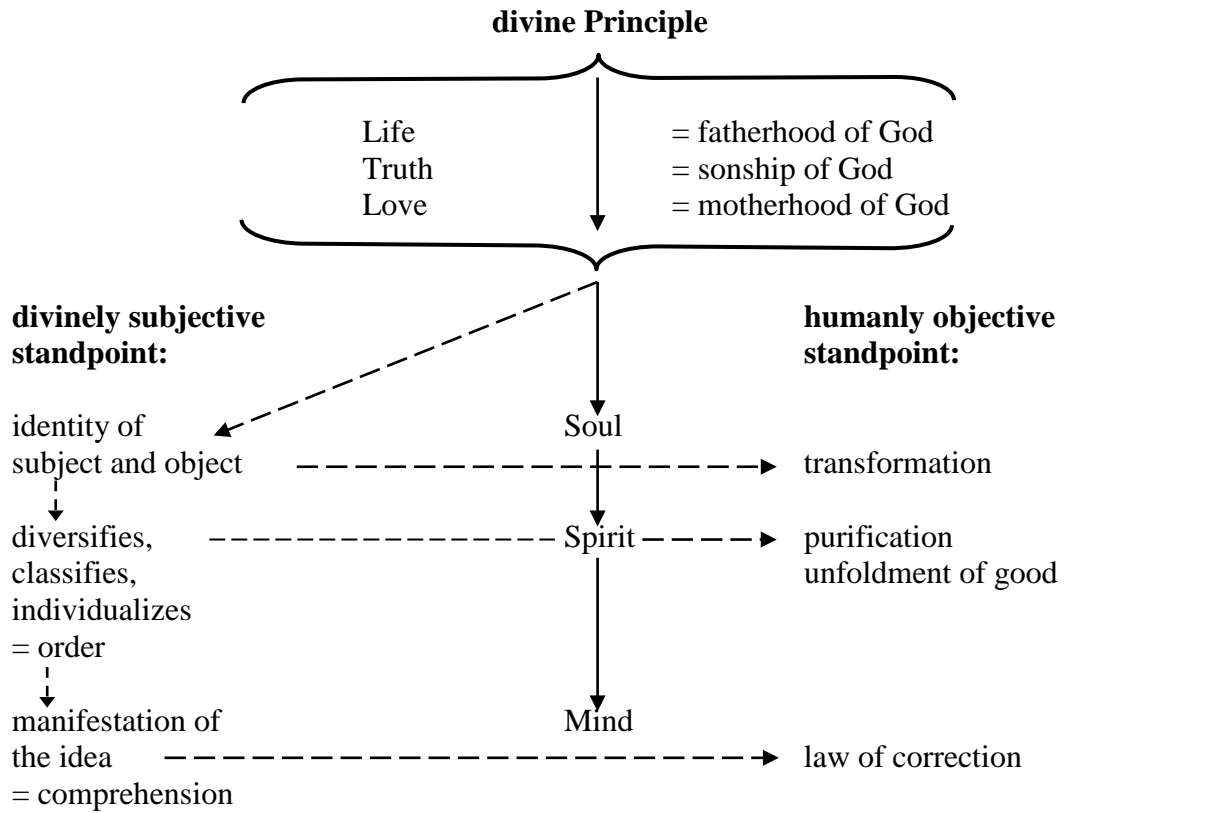 divine Principle
Life = fatherhood of God
Truth = sonship of God
Love = motherhood of God
divinely subjective
standpoint:
humanly objective
standpoint:
identity of
subject and object
Soul
transformation
diversifies,
classifies,
individualizes
= order
Spirit
purification
unfoldment of good
manifestation of
the idea
= comprehension
Mind
law of correction